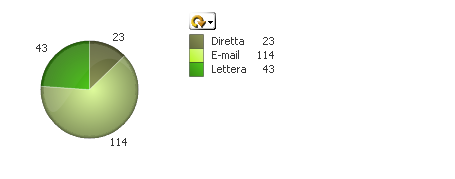 43
23
114
Diretta 23
E-mail 114
Lettera 43